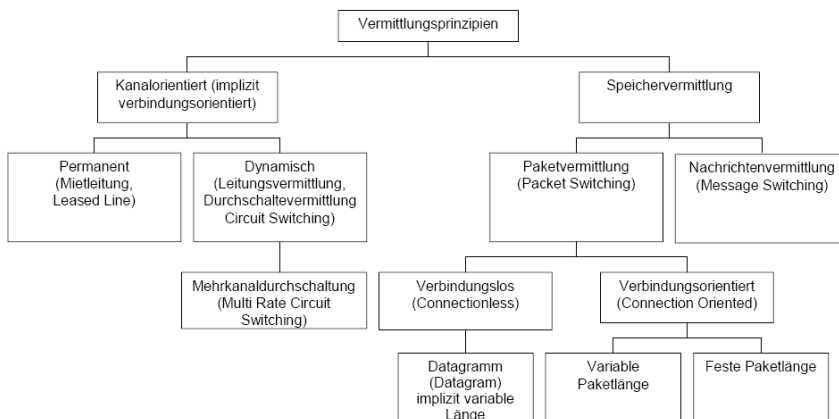 Vermittlungsprinzipien
Kanalorientiert (implizit
verbindungsorientiert)
Speichervermittlung
Permanent
(Mietleitung,
Leased Line)
Dynamisch
(Leitungsvermittlung,
Durchschaltevermittlung
Circuit Switching)
Paketvermittlung
(Packet Switching)
Nachrichtenvermittlung
(Message Switching)
Mehrkanaldurchschaltung
(Multi Rate Circuit
Switching)
Verbindungslos
(Connectionless)
Verbindungsorientiert
(Connection Oriented)
Datagramm
(Datagram)
implizit variable
Länge
Variable
Paketlänge
Feste Paketlänge